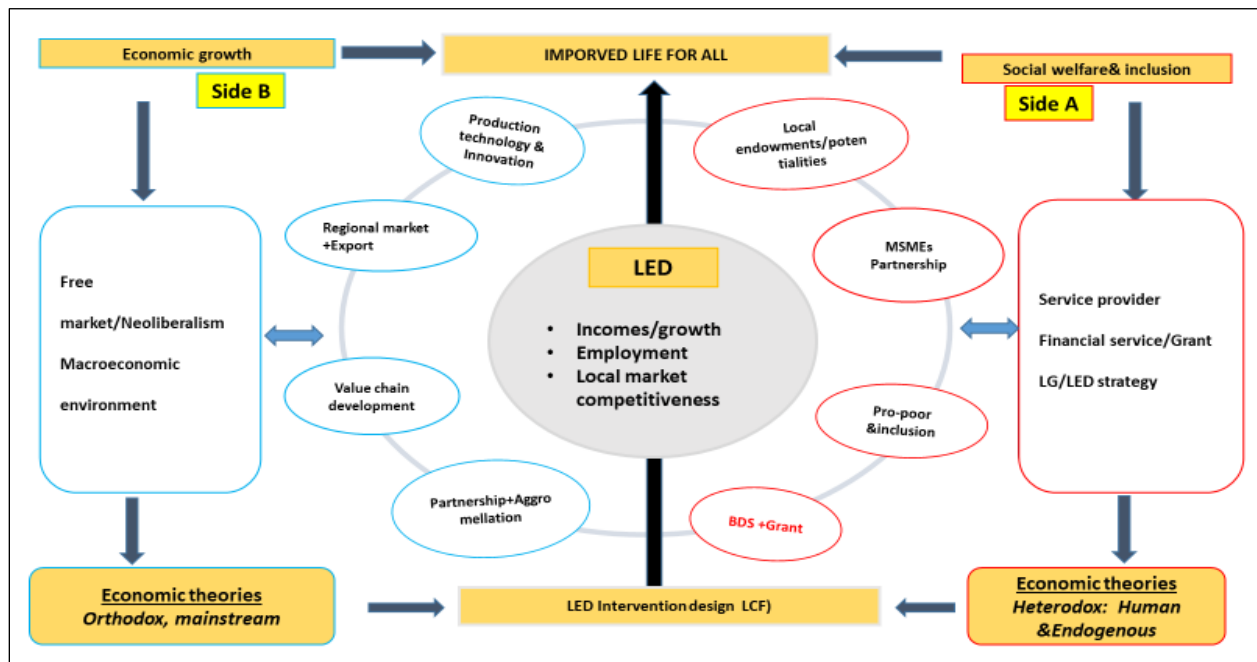 Economic growth
IMPORVED LIFE FOR ALL
Social welfare& inclusion
Side B
Side A
Production
technology &
Innovation
Local
endowments/poten
tialities
Regional market
+Export
MSMEs
Partnership
LED
Free
market/Neoliberalism
Macroeconomic
environment
• Incomes/growth
• Employment
• Local market
competitiveness
Service provider
Financial service/Grant
LG/LED strategy
Value chain
development
Pro-poor
&inclusion
Partnership+Aggro
mellation
BDS +Grant
Economic theories
Orthodox, mainstream
LED Intervention design LCF)
Economic theories
Heterodox: Human
&Endogenous